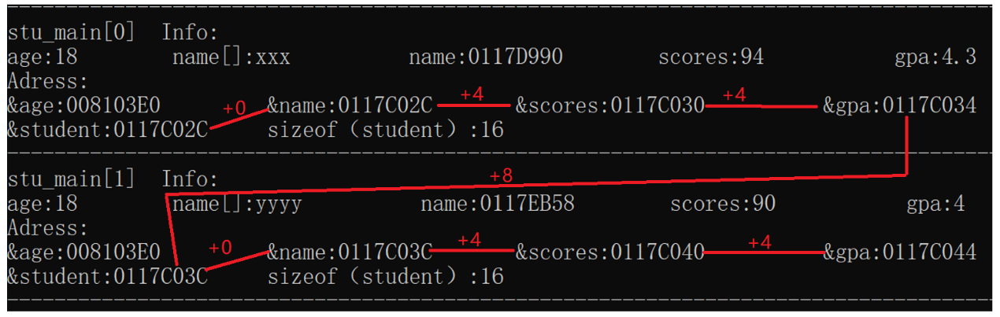 stu_main[0] Info:
age:18 name[]:xxx name:0117D990 scores:94 gpa:4.3
Adress:
&age:008103E0 +0 &name:0117C02C +4 &scores:0117C030 +4 &gpa:0117C034
&student:0117C02C sizeof (student) :16
stu_main[1] Info: +8
age:18 name[]:yyyy name:0117EB58 scores:90 gpa:4
Adress:
&age:008103E0 +0 &name:0117C03C +4 &scores:0117C040 +4 &gpa:0117C044
&student:0117C03C sizeof (student) :16